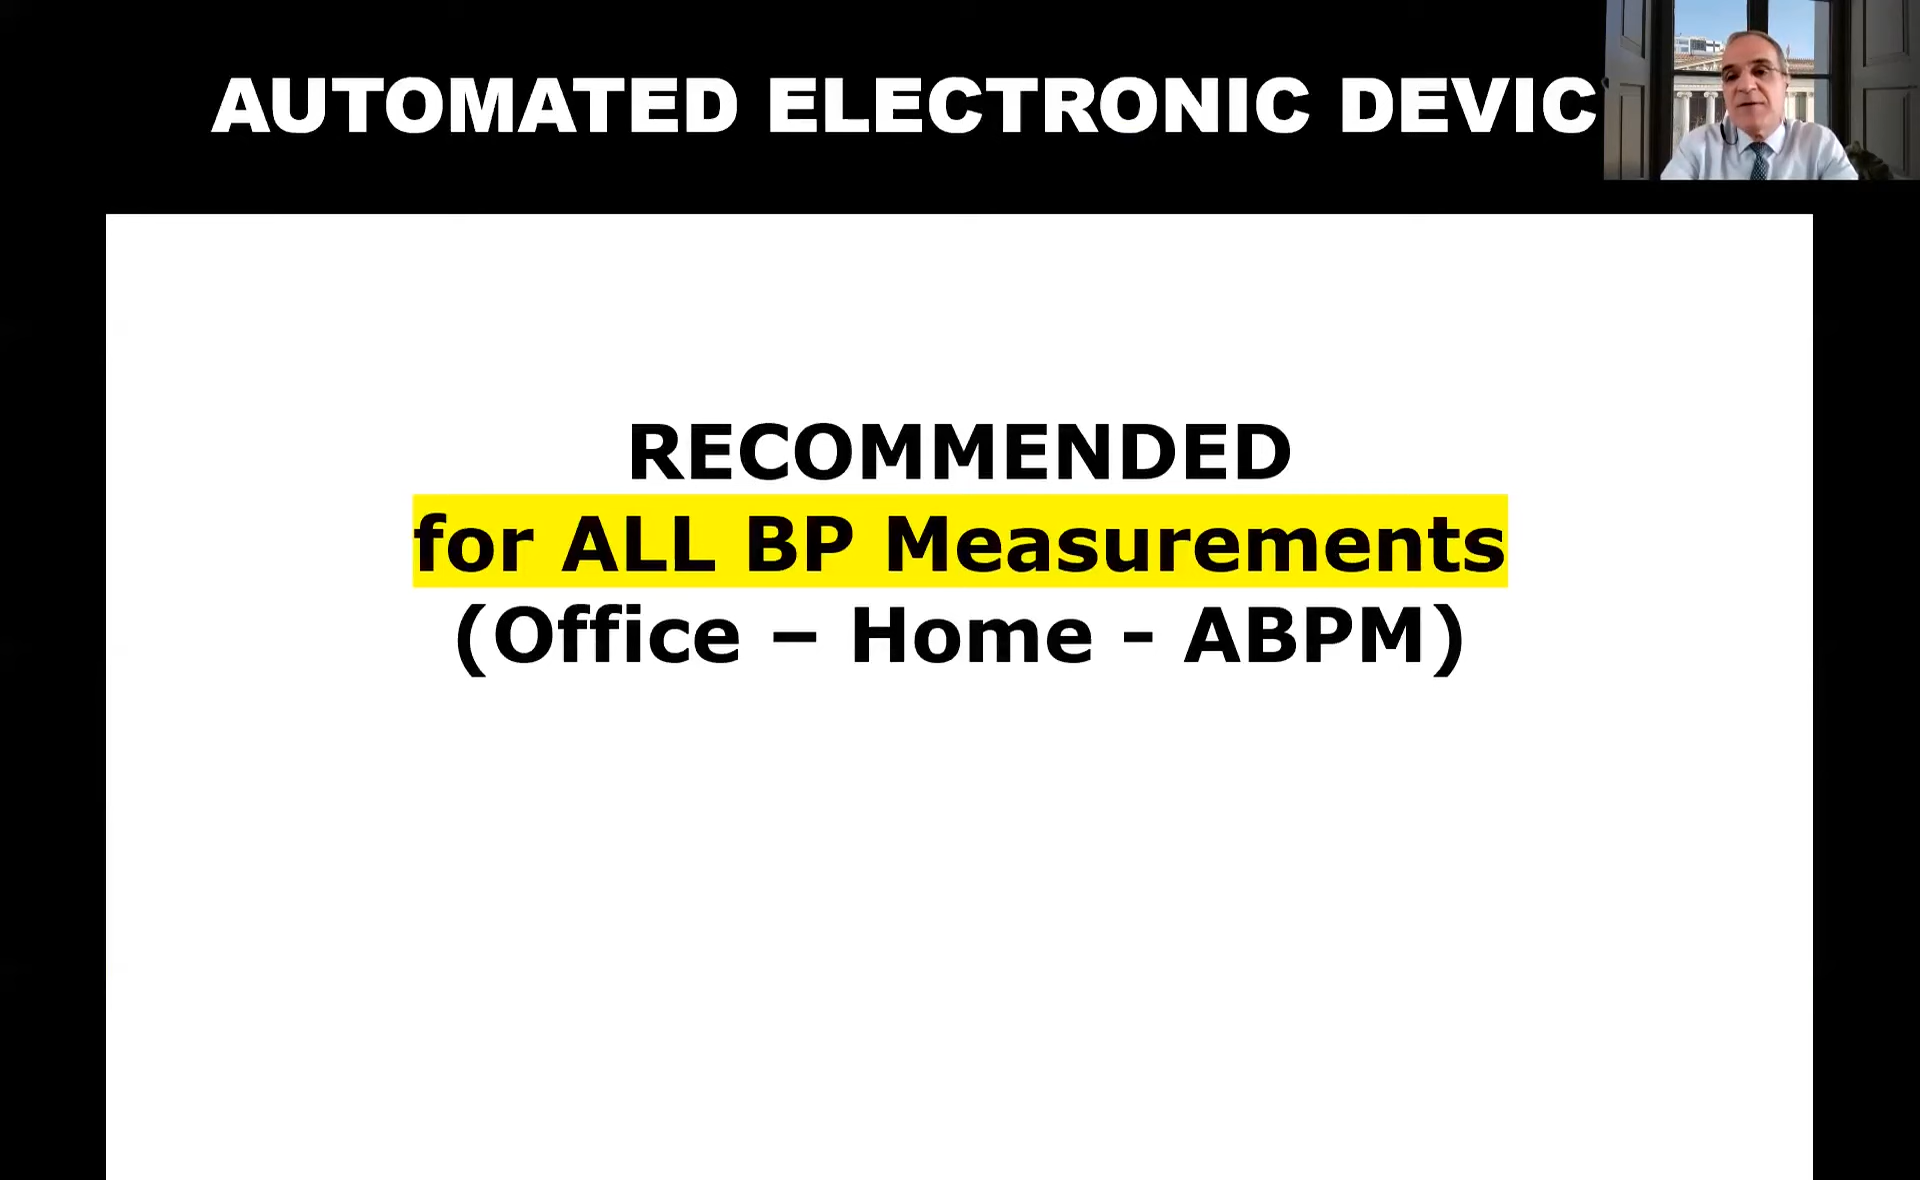 AUTOMATED ELECTRONIC DEVIC
RECOMMENDED
for ALL BP Measurements
(Office – Home - ABPM)